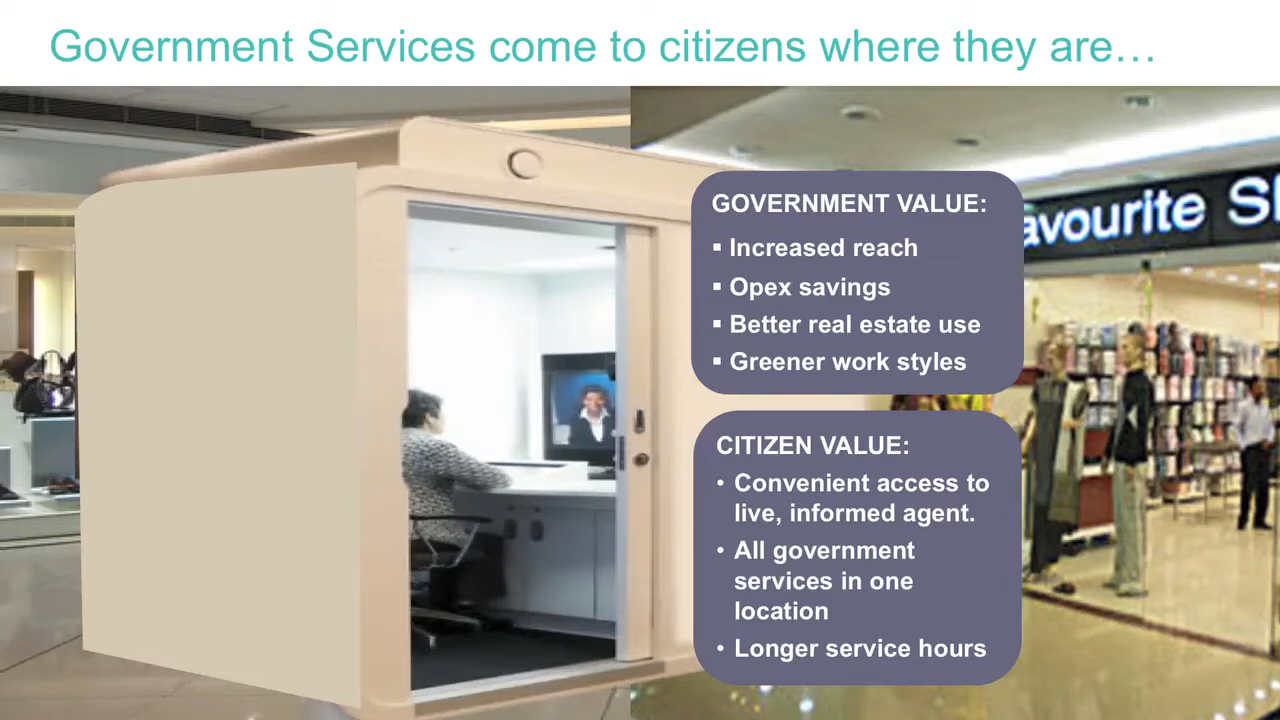 Government Services come to citizens where they are…
avourite S
GOVERNMENT VALUE:
▪ Increased reach
▪ Opex savings
▪ Better real estate use
▪ Greener work styles
CITIZEN VALUE:
• Convenient access to
live, informed agent.
• All government
services in one
location
• Longer service hours